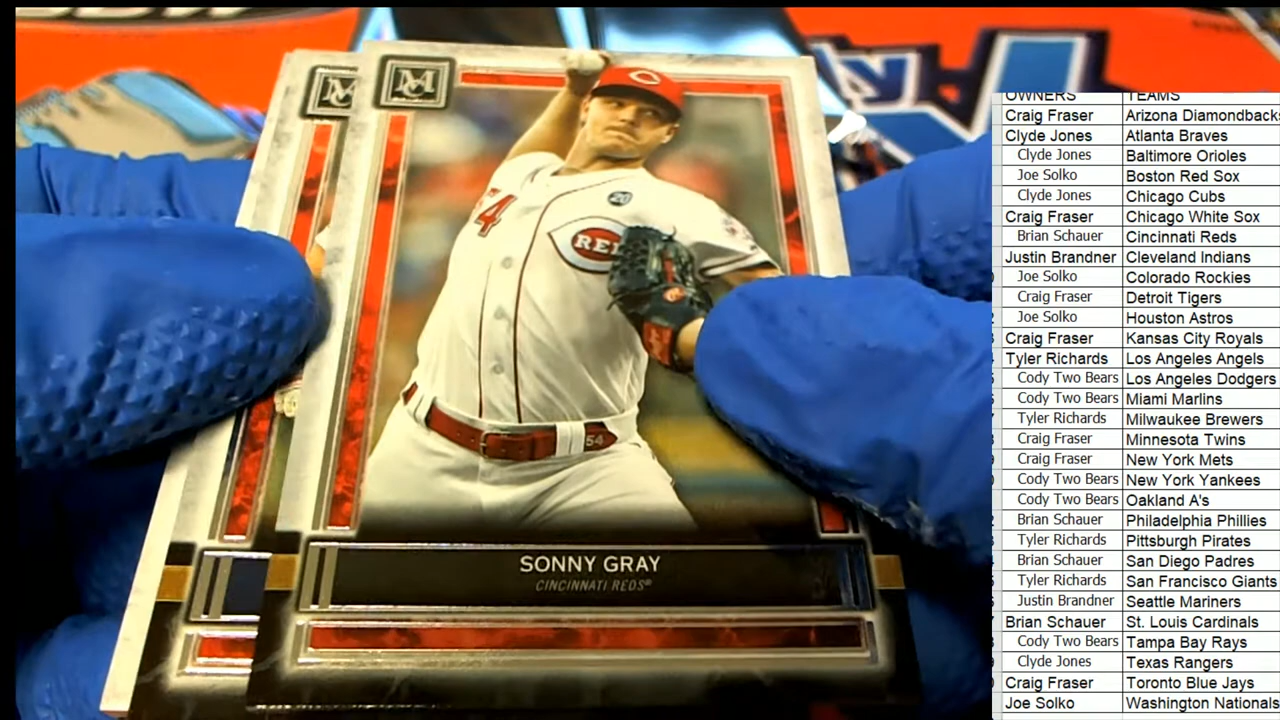 MC
MC
C
20
54
REDS
54
SONNY GRAY
CINCINNATI REDS®
OWNERS TEAMS
Craig Fraser Arizona Diamondbacks
Clyde Jones Atlanta Braves
Clyde Jones Baltimore Orioles
Joe Solko Boston Red Sox
Clyde Jones Chicago Cubs
Craig Fraser Chicago White Sox
Brian Schauer Cincinnati Reds
Justin Brandner Cleveland Indians
Joe Solko Colorado Rockies
Craig Fraser Detroit Tigers
Joe Solko Houston Astros
Craig Fraser Kansas City Royals
Tyler Richards Los Angeles Angels
Cody Two Bears Los Angeles Dodgers
Cody Two Bears Miami Marlins
Tyler Richards Milwaukee Brewers
Craig Fraser Minnesota Twins
Craig Fraser New York Mets
Cody Two Bears New York Yankees
Cody Two Bears Oakland A's
Brian Schauer Philadelphia Phillies
Tyler Richards Pittsburgh Pirates
Brian Schauer San Diego Padres
Tyler Richards San Francisco Giants
Justin Brandner Seattle Mariners
Brian Schauer St. Louis Cardinals
Cody Two Bears Tampa Bay Rays
Clyde Jones Texas Rangers
Craig Fraser Toronto Blue Jays
Joe Solko Washington Nationals